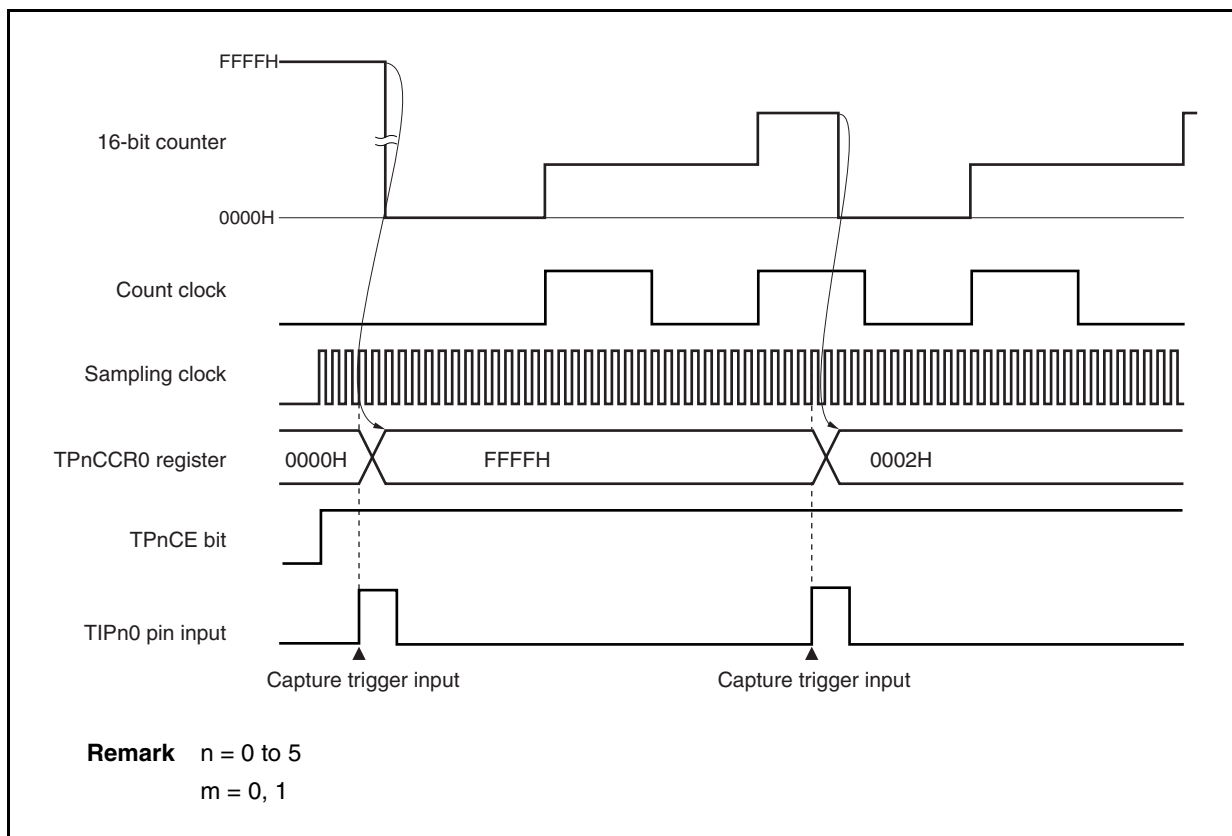 FFFFH
16-bit counter
0000H
Count clock
Sampling clock
TPnCCR0 register
0000H
FFFFH
0002H
TPnCE bit
TIPn0 pin input
Capture trigger input
Capture trigger input
Remark n = 0 to 5
m = 0, 1